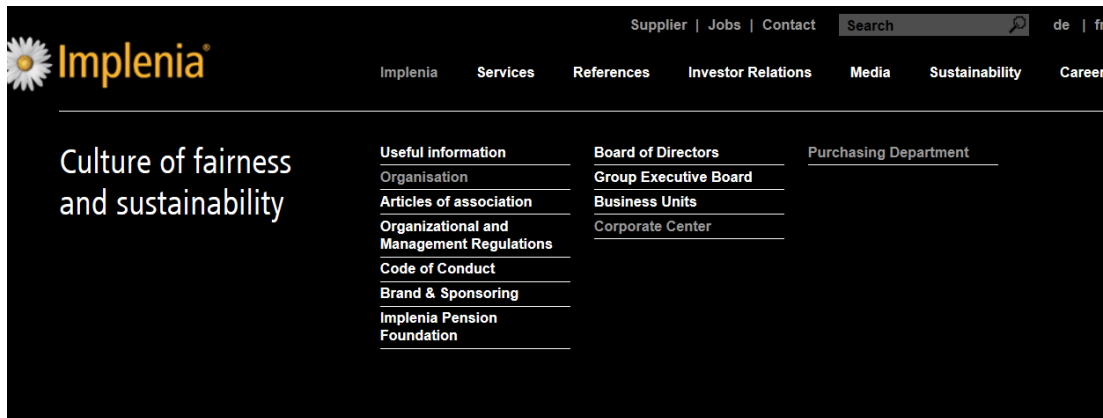 Supplier | Jobs | Contact Search de | fr
Implenia®
Implenia Services References Investor Relations Media Sustainability Career
Culture of fairness
and sustainability
Useful information
Organisation
Articles of association
Organizational and
Management Regulations
Code of Conduct
Brand & Sponsoring
Implenia Pension
Foundation
Board of Directors
Group Executive Board
Business Units
Corporate Center
Purchasing Department